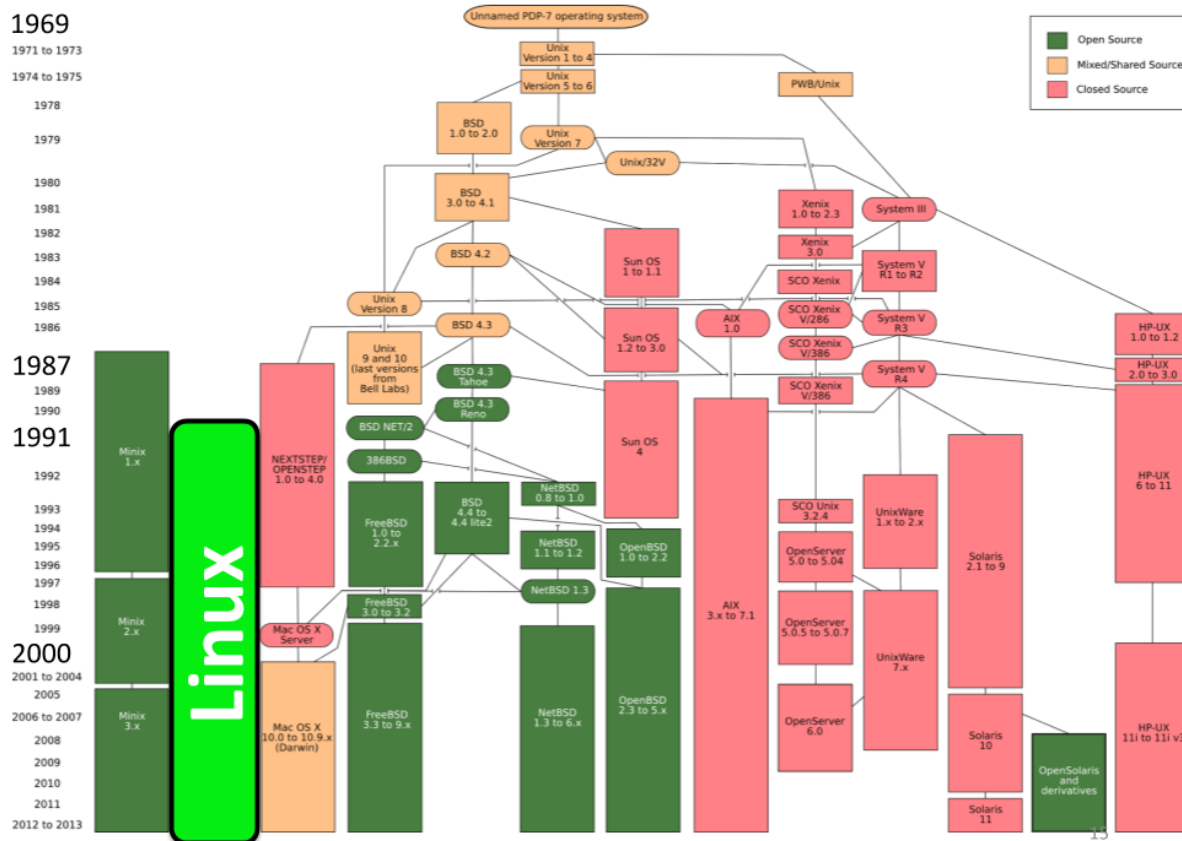 1969
1971 to 1973
1974 to 1975
1978
1979
1980
1981
1982
1983
1984
1985
1986
1987
1989
1990
1991
1992
1993
1994
1995
1996
1997
1998
1999
2000
2001 to 2004
2005
2006 to 2007
2008
2009
2010
2011
2012 to 2013
Open Source
Mixed/Shared Source
Closed Source
Unnamed PDP-7 operating system
Unix
Version 1 to 4
Unix
Version 5 to 6
PWB/Unix
BSD
1.0 to 2.0
Unix
Version 7
Unix/32V
BSD
3.0 to 4.1
Xenix
1.0 to 2.3
System III
Xenix
3.0
Sun OS
1 to 1.1
BSD 4.2
System V
R1 to R2
SCO Xenix
Unix
Version 8
SCO Xenix
V/286
AIX
1.0
BSD 4.3
System V
R3
HP-UX
1.0 to 1.2
Sun OS
1.2 to 3.0
Unix
9 and 10
(last versions
from
Bell Labs)
SCO Xenix
V/386
BSD 4.3
Tahoe
System V
R4
HP-UX
2.0 to 3.0
SCO Xenix
V/386
BSD 4.3
Reno
BSD NET/2
Sun OS
4
Minix
1.x
Linux
NEXTSTEP/
OPENSTEP
1.0 to 4.0
386BSD
HP-UX
6 to 11
NetBSD
0.8 to 1.0
BSD
4.4 to
4.4 lite2
FreeBSD
1.0 to
2.2.x
SCO Unix
3.2.4
UnixWare
1.x to 2.x
NetBSD
1.1 to 1.2
OpenBSD
1.0 to 2.2
OpenServer
5.0 to 5.04
Solaris
2.1 to 9
NetBSD 1.3
FreeBSD
3.0 to 3.2
AIX
3.x to 7.1
OpenServer
5.0.5 to 5.0.7
Minix
2.x
Mac OS X
Server
UnixWare
7.x
Minix
3.x
Mac OS X
10.0 to 10.9.x
(Darwin)
FreeBSD
3.3 to 9.x
NetBSD
1.3 to 6.x
OpenBSD
2.3 to 5.x
OpenServer
6.0
Solaris
10
HP-UX
11i to 11i v3
OpenSolaris
and
derivatives
Solaris
11
15